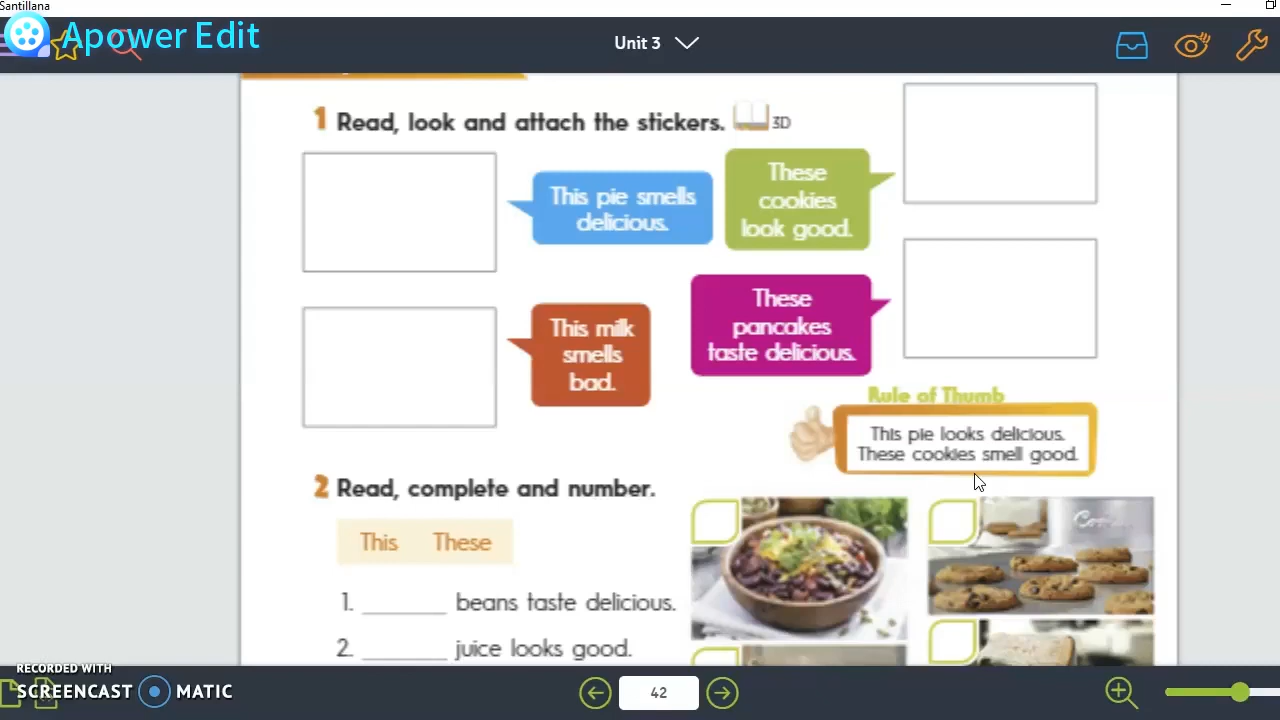 Santillana
Apower Edit
Unit 3
1 Read, look and attach the stickers. 3D
This pie smells
delicious.
These
cookies
look good.
This milk
smells
bad.
These
pancakes
taste delicious.
Rule of Thumb
This pie looks delicious.
These cookies smell good.
2 Read, complete and number.
This These
1. _______ beans taste delicious.
2. _______ juice looks good.
RECORDED WITH
SCREENCAST MATIC
42